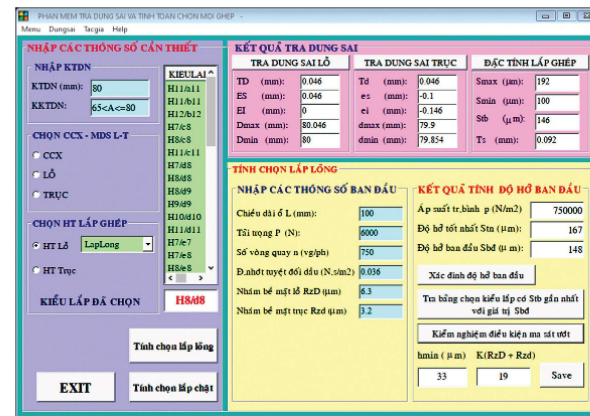 PHAN MEM TRA DUNG SAI VA TINH TOAN CHON MOI GHEP -
Menu Dungsai Tacgia Help
NHẬP CÁC THÔNG SỐ CẦN THIẾT
NHẬP KTDN
KTDN (mm): 80
KKTDN: 65<A<=80
CHỌN CCX - MDS L-T
CCX
LỖ
TRỤC
CHỌN HT LẮP GHÉP
HT Lỗ LapLong
HT Trục
KIỂU LẮP ĐÃ CHỌN H8/d8
KIEULAI
H11/a11
H11/b11
H12/b12
H7/c8
H8/c8
H11/c11
H7/d8
H8/d8
H8/d9
H9/d9
H10/d10
H11/d11
H7/e7
H7/e8
H8/e8
Tính chọn lắp lỏng
EXIT
Tính chọn lắp chặt
KẾT QUẢ TRA DUNG SAI
TRA DUNG SAI LỖ
TD (mm): 0.046
ES (mm): 0.046
EI (mm): 0
Dmax (mm): 80.046
Dmin (mm): 80
TRA DUNG SAI TRỤC
Td (mm): 0.046
es (mm): -0.1
ei (mm): -0.146
dmax (mm): 79.9
dmin (mm): 79.854
ĐẶC TÍNH LẮP GHÉP
Smax (µm): 192
Smin (µm): 100
Stb (µm): 146
Ts (mm): 0.092
TÍNH CHỌN LẮP LỎNG
NHẬP CÁC THÔNG SỐ BAN ĐẦU
Chiều dài ổ L (mm): 100
Tải trọng P (N): 6000
Số vòng quay n (vg/ph) 750
Đ.nhớt tuyệt đối dầu (N.s/m2) 0.036
Nhám bề mặt lỗ RzD (µm) 6.3
Nhám bề mặt trục Rzd (µm) 3.2
KẾT QUẢ TÍNH ĐỘ HỞ BAN ĐẦU
Áp suất tr.bình p (N/m2) 750000
Độ hở tốt nhất Stn (µm): 167
Độ hở ban đầu Sbđ (µ m): 148
Xác định độ hở ban đầu
Tra bảng chọn kiểu lắp có Stb gần nhất
với giá trị Sbđ
Kiểm nghiệm điều kiện ma sát ướt
hmin ( µ m) K(RzD + Rzd)
33 19 Save